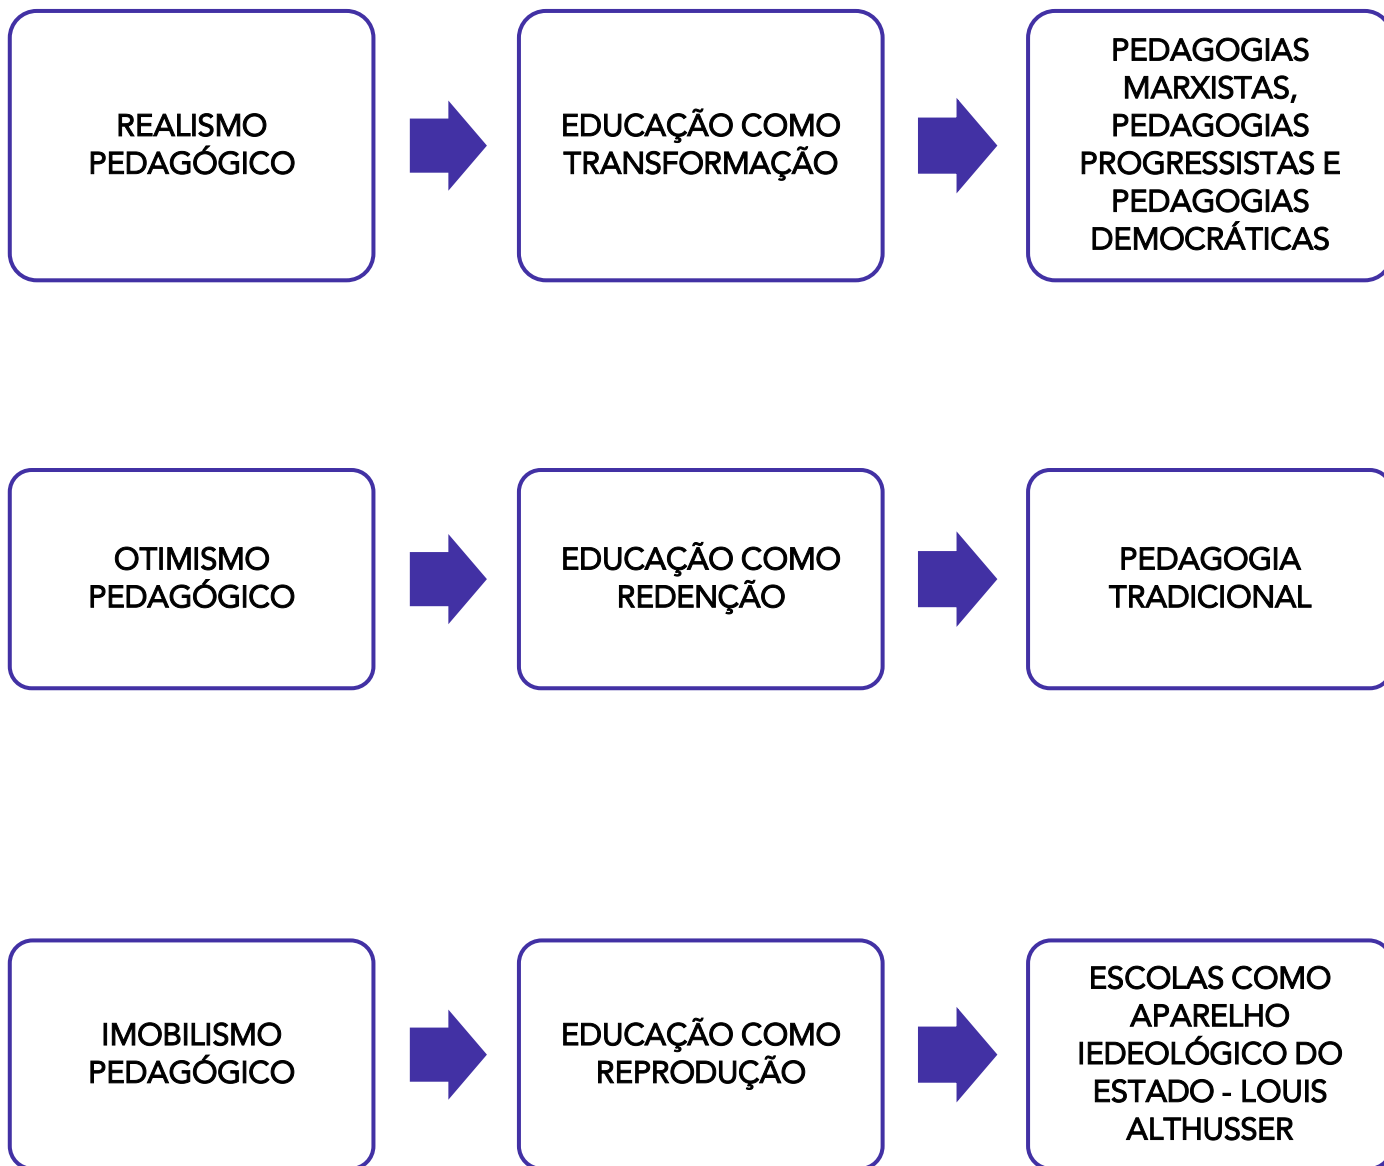 REALISMO
PEDAGÓGICO
EDUCAÇÃO COMO
TRANSFORMAÇÃO
PEDAGOGIAS
MARXISTAS,
PEDAGOGIAS
PROGRESSISTAS E
PEDAGOGIAS
DEMOCRÁTICAS
OTIMISMO
PEDAGÓGICO
EDUCAÇÃO COMO
REDENÇÃO
PEDAGOGIA
TRADICIONAL
IMOBILISMO
PEDAGÓGICO
EDUCAÇÃO COMO
REPRODUÇÃO
ESCOLAS COMO
APARELHO
IEDEOLÓGICO DO
ESTADO - LOUIS
ALTHUSSER